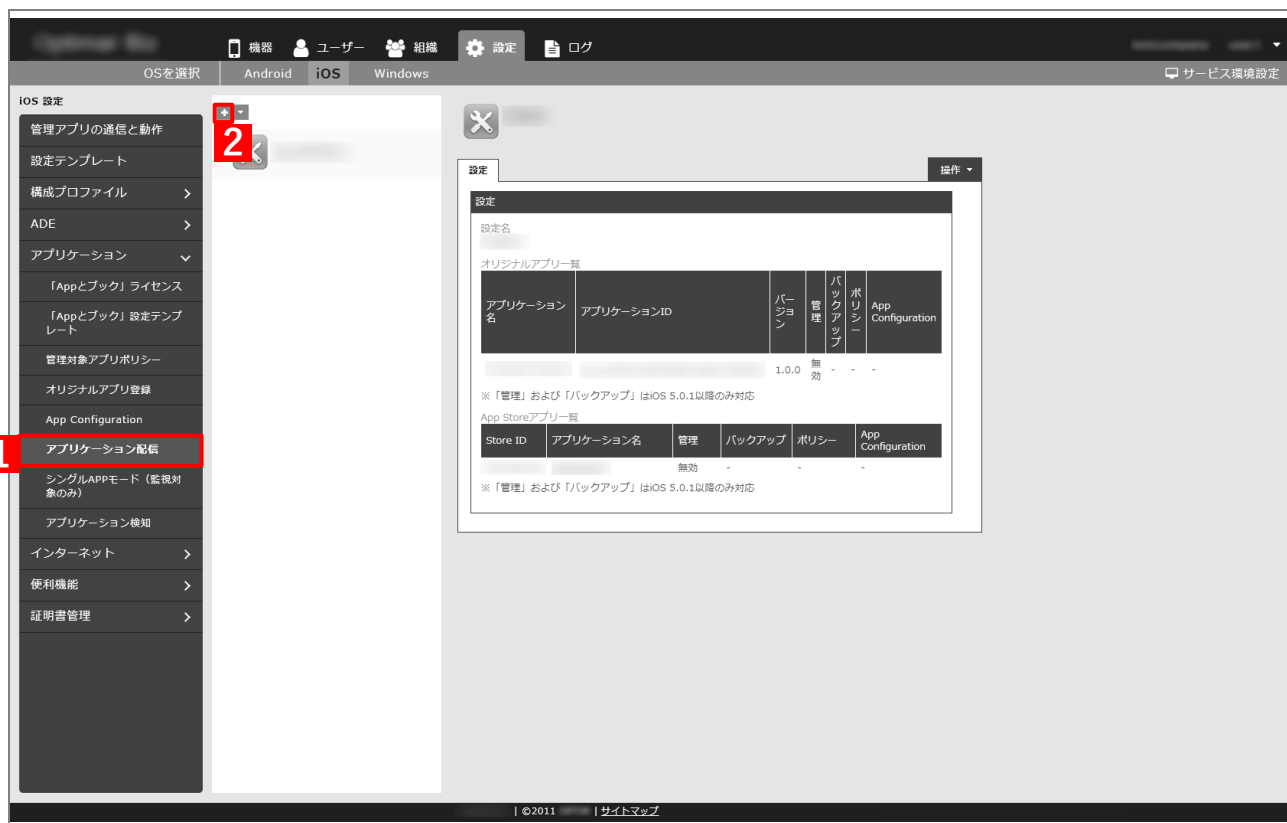 機器 ユーザー 組織 設定 ログ
OSを選択 Android iOS Windows サービス環境設定
iOS 設定
管理アプリの通信と動作
設定テンプレート
構成プロファイル
ADE
アプリケーション
「Appとブック」ライセンス
「Appとブック」設定テンプ
レート
管理対象アプリポリシー
オリジナルアプリ登録
App Configuration
1
アプリケーション配信
シングルAPPモード（監視対
象のみ）
アプリケーション検知
インターネット
便利機能
証明書管理
2
設定 操作
設定
設定名
オリジナルアプリ一覧
アプリケーション
名
アプリケーションID
バー
ジョ
ン
管
理
バ
ッ
ク
ア
ッ
プ
ポ
リ
シ
ー
App
Configuration
1.0.0
無
効
- - -
※「管理」および「バックアップ」はiOS 5.0.1以降のみ対応
App Storeアプリ一覧
Store ID アプリケーション名 管理 バックアップ ポリシー App
Configuration
無効 - - -
※「管理」および「バックアップ」はiOS 5.0.1以降のみ対応
| ©2011 | サイトマップ